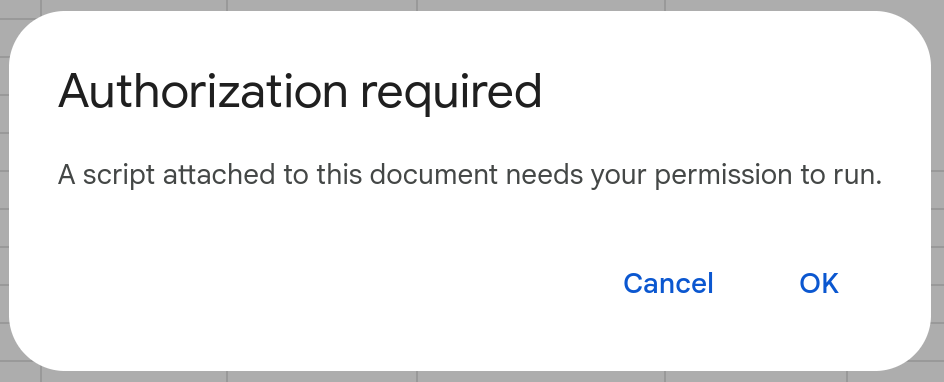 Authorization required
A script attached to this document needs your permission to run.
Cancel OK